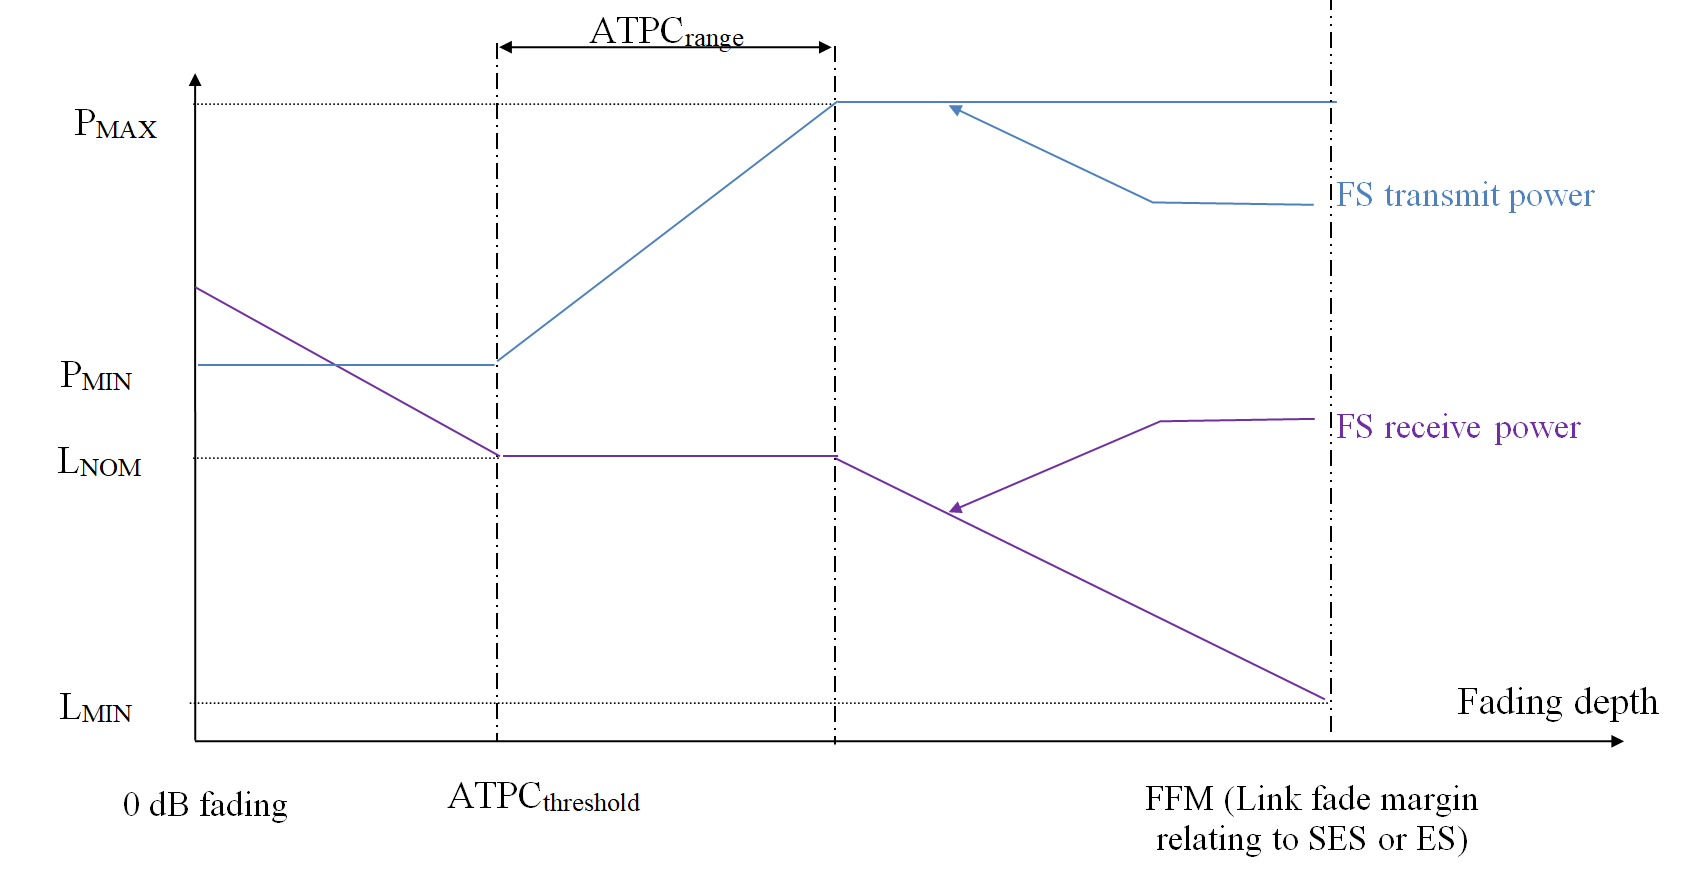 ATPCrange
PMAX
FS transmit power
PMIN
FS receive power
LNOM
LMIN
Fading depth
0 dB fading
ATPCthreshold
FFM (Link fade margin
relating to SES or ES)